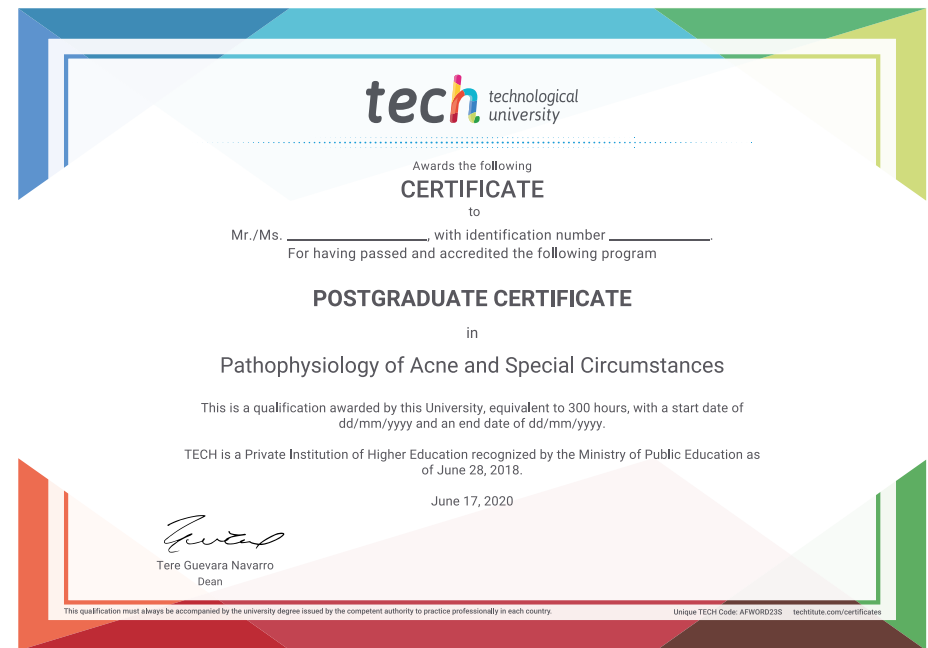 tech technological
university
Awards the following
CERTIFICATE
to
Mr./Ms. ____________, with identification number _________.
For having passed and accredited the following program
POSTGRADUATE CERTIFICATE
in
Pathophysiology of Acne and Special Circumstances
This is a qualification awarded by this University, equivalent to 300 hours, with a start date of
dd/mm/yyyy and an end date of dd/mm/yyyy.
TECH is a Private Institution of Higher Education recognized by the Ministry of Public Education as
of June 28, 2018.
June 17, 2020
Tere Guevara Navarro
Dean
This qualification must always be accompanied by the university degree issued by the competent authority to practice professionally in each country.
Unique TECH Code: AFWORD23S techtitute.com/certificates